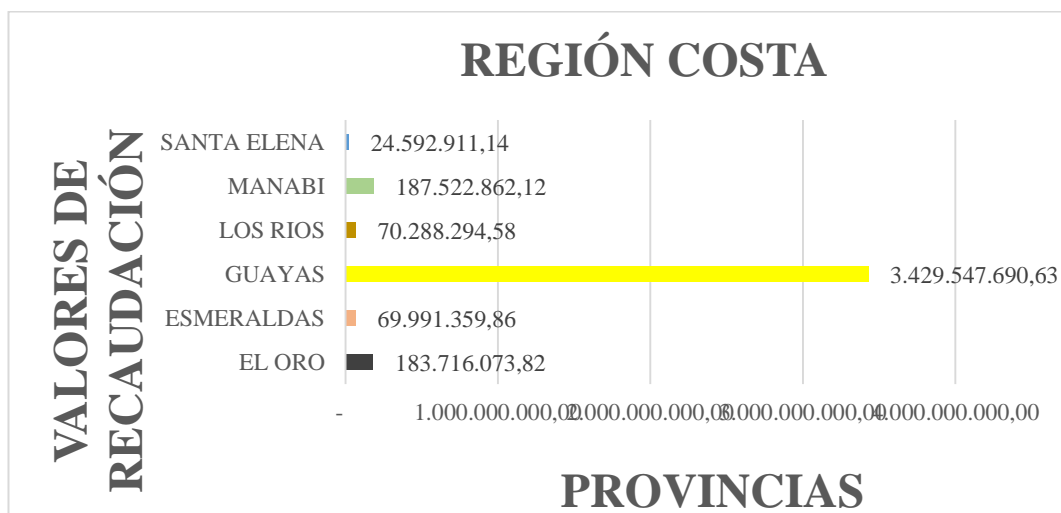 REGIÓN COSTA
VALORES DE
RECAUDACIÓN
SANTA ELENA 24.592.911,14
MANABI 187.522.862,12
LOS RIOS 70.288.294,58
GUAYAS 3.429.547.690,63
ESMERALDAS 69.991.359,86
EL ORO 183.716.073,82
- 1.000.000.000,00 2.000.000.000,00 3.000.000.000,00 4.000.000.000,00
PROVINCIAS